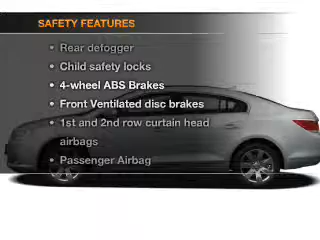 SAFETY FEATURES
• Rear defogger
• Child safety locks
• 4-wheel ABS Brakes
• Front Ventilated disc brakes
• 1st and 2nd row curtain head
airbags
• Passenger Airbag